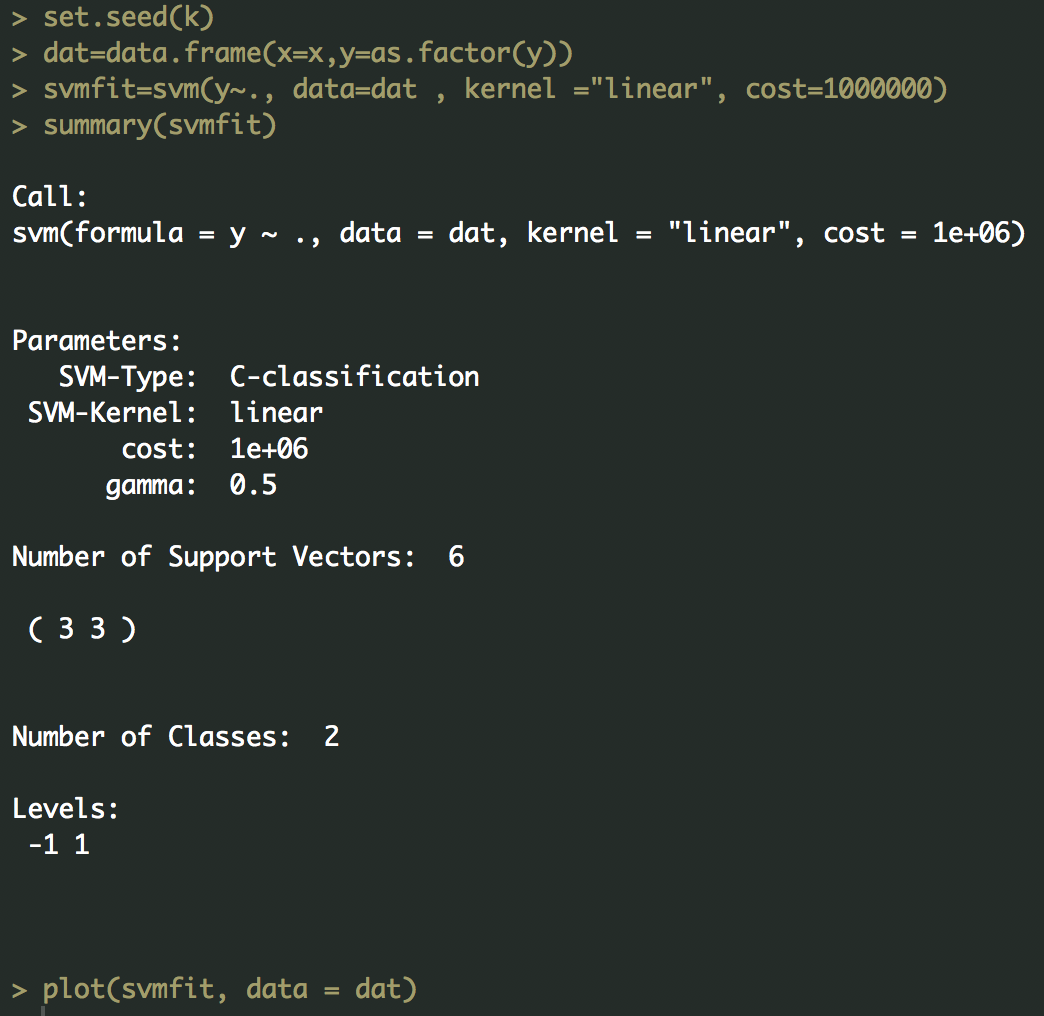 > set.seed(k)
> dat=data.frame(x=x,y=as.factor(y))
> svmfit=svm(y~., data=dat , kernel ="linear", cost=1000000)
> summary(svmfit)
Call:
svm(formula = y ~ ., data = dat, kernel = "linear", cost = 1e+06)
Parameters:
SVM-Type: C-classification
SVM-Kernel: linear
cost: 1e+06
gamma: 0.5
Number of Support Vectors: 6
( 3 3 )
Number of Classes: 2
Levels:
-1 1
> plot(svmfit, data = dat)